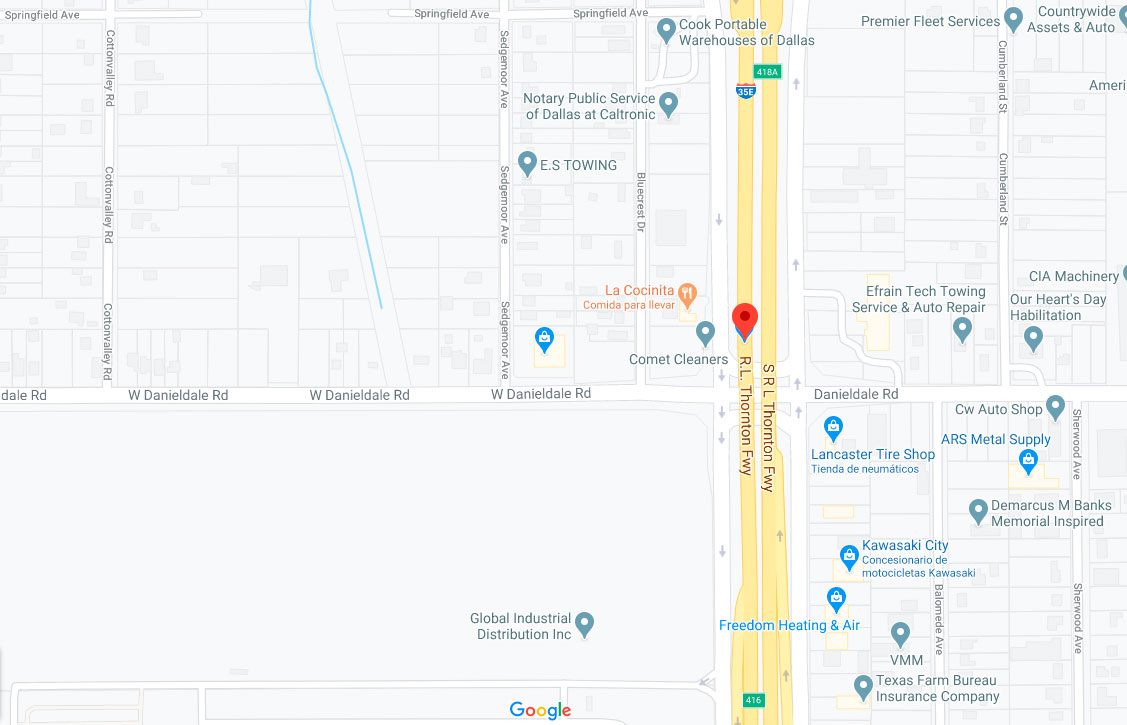 Springfield Ave
Springfield Ave
Springfield Ave
Cook Portable
Warehouses of Dallas
Premier Fleet Services
Countrywide
Assets & Auto
Cottonvalley Rd
Sedgemoor Ave
Cumberland St
418A
35E
Ameri
Notary Public Service
of Dallas at Caltronic
E.S TOWING
Cottonvalley Rd
Sedgemoor Ave
Bluecrest Dr
Cumberland St
CIA Machinery
La Cocinita
Comida para llevar
Efrain Tech Towing
Service & Auto Repair
Our Heart's Day
Habilitation
Cottonvalley Rd
Sedgemoor Ave
Comet Cleaners
R.L. Thornton Fwy
S R L Thornton Fwy
dale Rd
W Danieldale Rd
W Danieldale Rd
W Danieldale Rd
Danieldale Rd
Cw Auto Shop
Sherwood Ave
ARS Metal Supply
Lancaster Tire Shop
Tienda de neumáticos
Demarcus M Banks
Memorial Inspired
Kawasaki City
Concesionario de
motocicletas Kawasaki
Balomede Ave
Sherwood Ave
Global Industrial
Distribution Inc
Freedom Heating & Air
VMM
Texas Farm Bureau
Insurance Company
416
Google